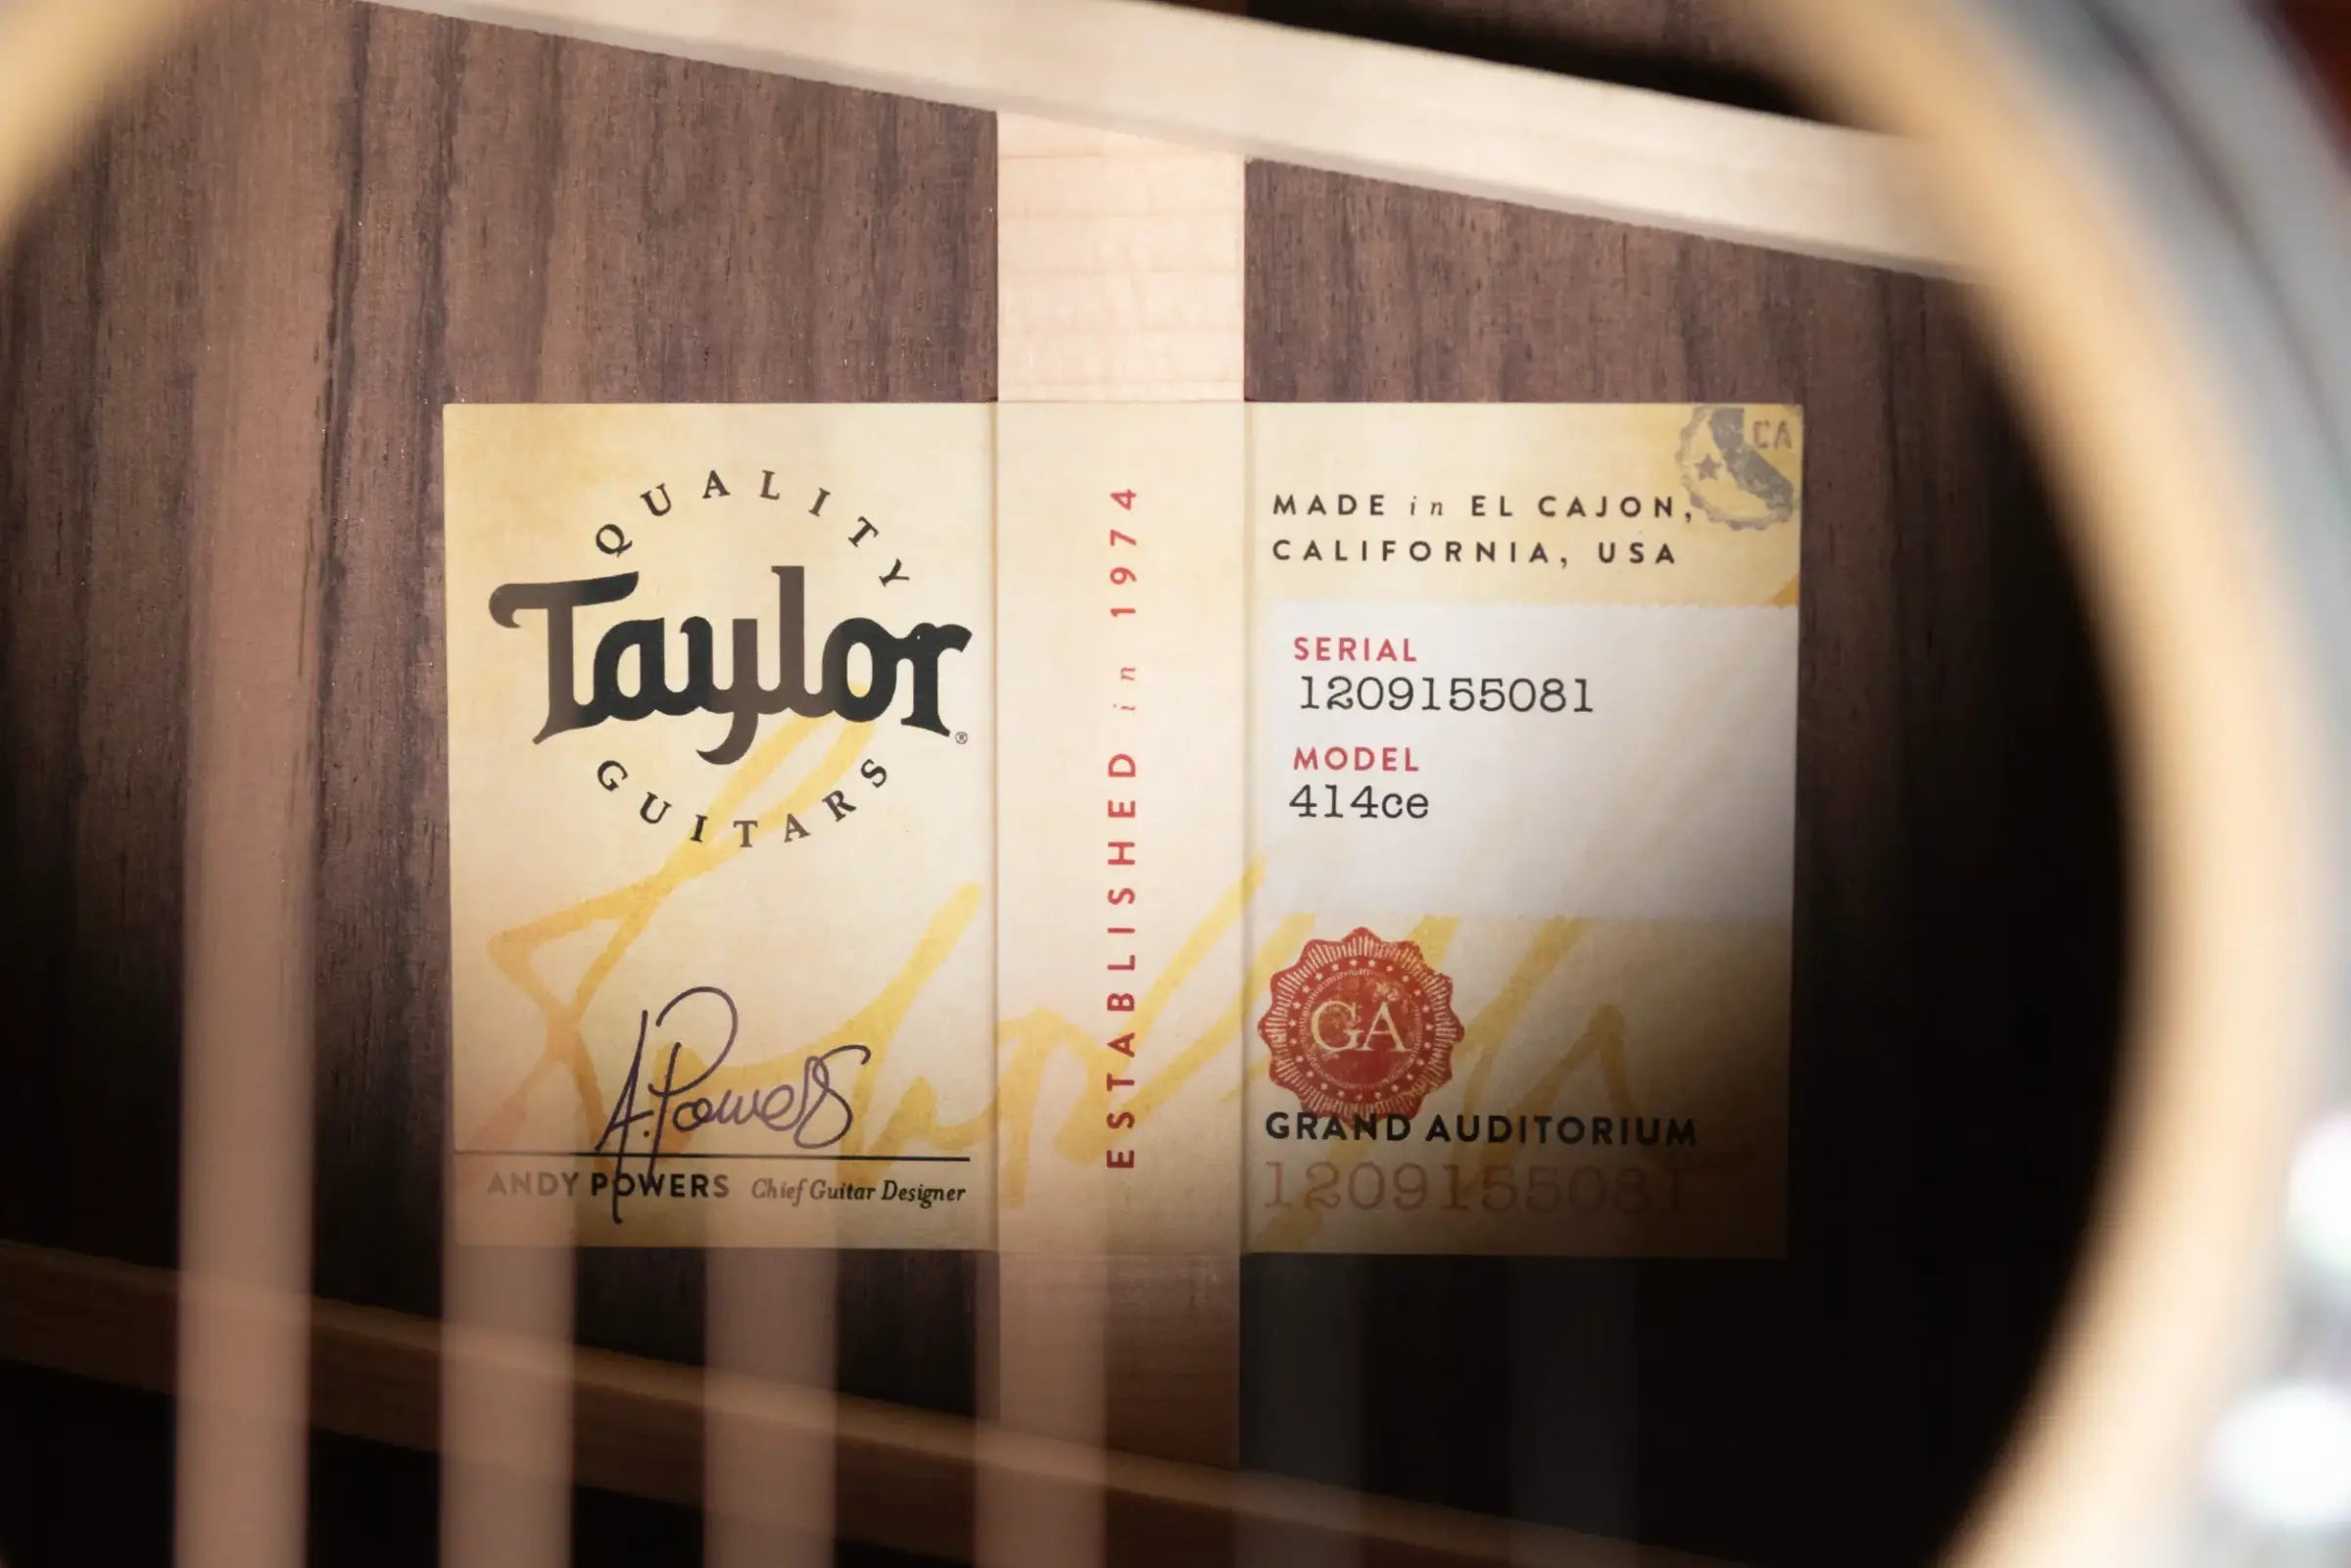 QUALITY
Taylor®
GUITARS
A. Powers
ANDY POWERS Chief Guitar Designer
ESTABLISHED in 1974
CA
MADE in EL CAJON,
CALIFORNIA, USA
SERIAL
1209155081
MODEL
414ce
GA
GRAND AUDITORIUM
1209155081